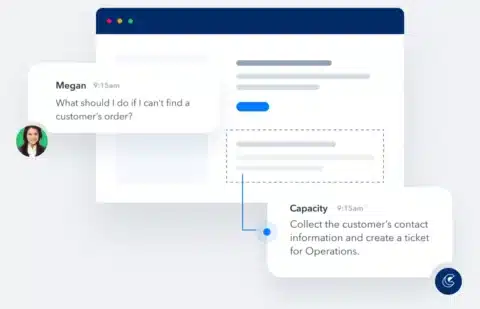 Megan 9:15am
What should I do if I can't find a
customer's order?
Capacity 9:15am
Collect the customer's contact
information and create a ticket
for Operations.